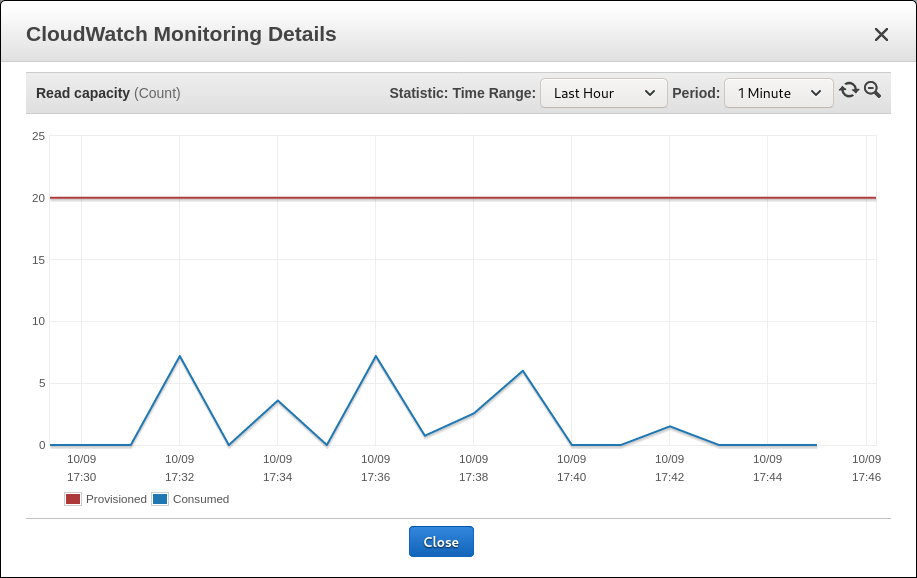 CloudWatch Monitoring Details
Read capacity (Count) Statistic: Time Range: Last Hour Period: 1 Minute
25
20
15
10
5
0
10/09 10/09 10/09 10/09 10/09 10/09 10/09 10/09 10/09
17:30 17:32 17:34 17:36 17:38 17:40 17:42 17:44 17:46
Provisioned Consumed
Close